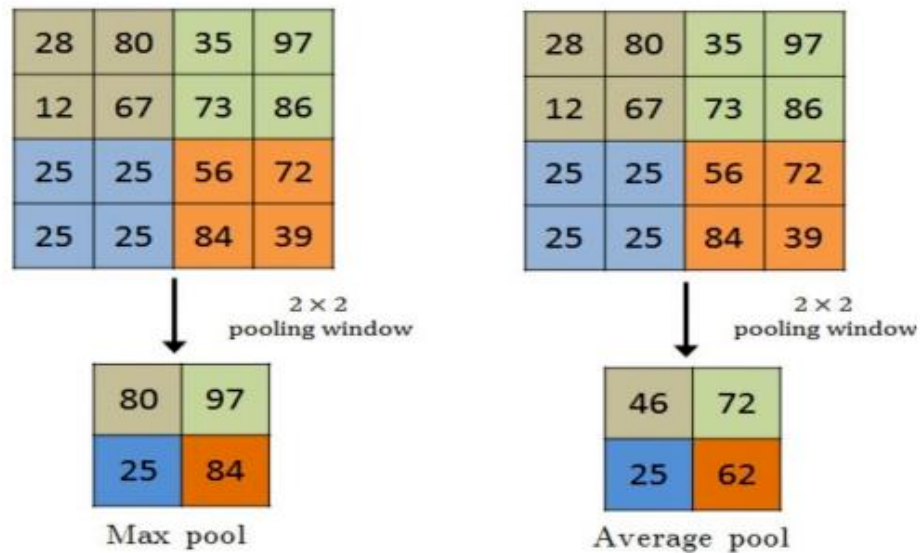 28 80 35 97
12 67 73 86
25 25 56 72
25 25 84 39
2 × 2
pooling window
80 97
25 84
Max pool
28 80 35 97
12 67 73 86
25 25 56 72
25 25 84 39
2 × 2
pooling window
46 72
25 62
Average pool